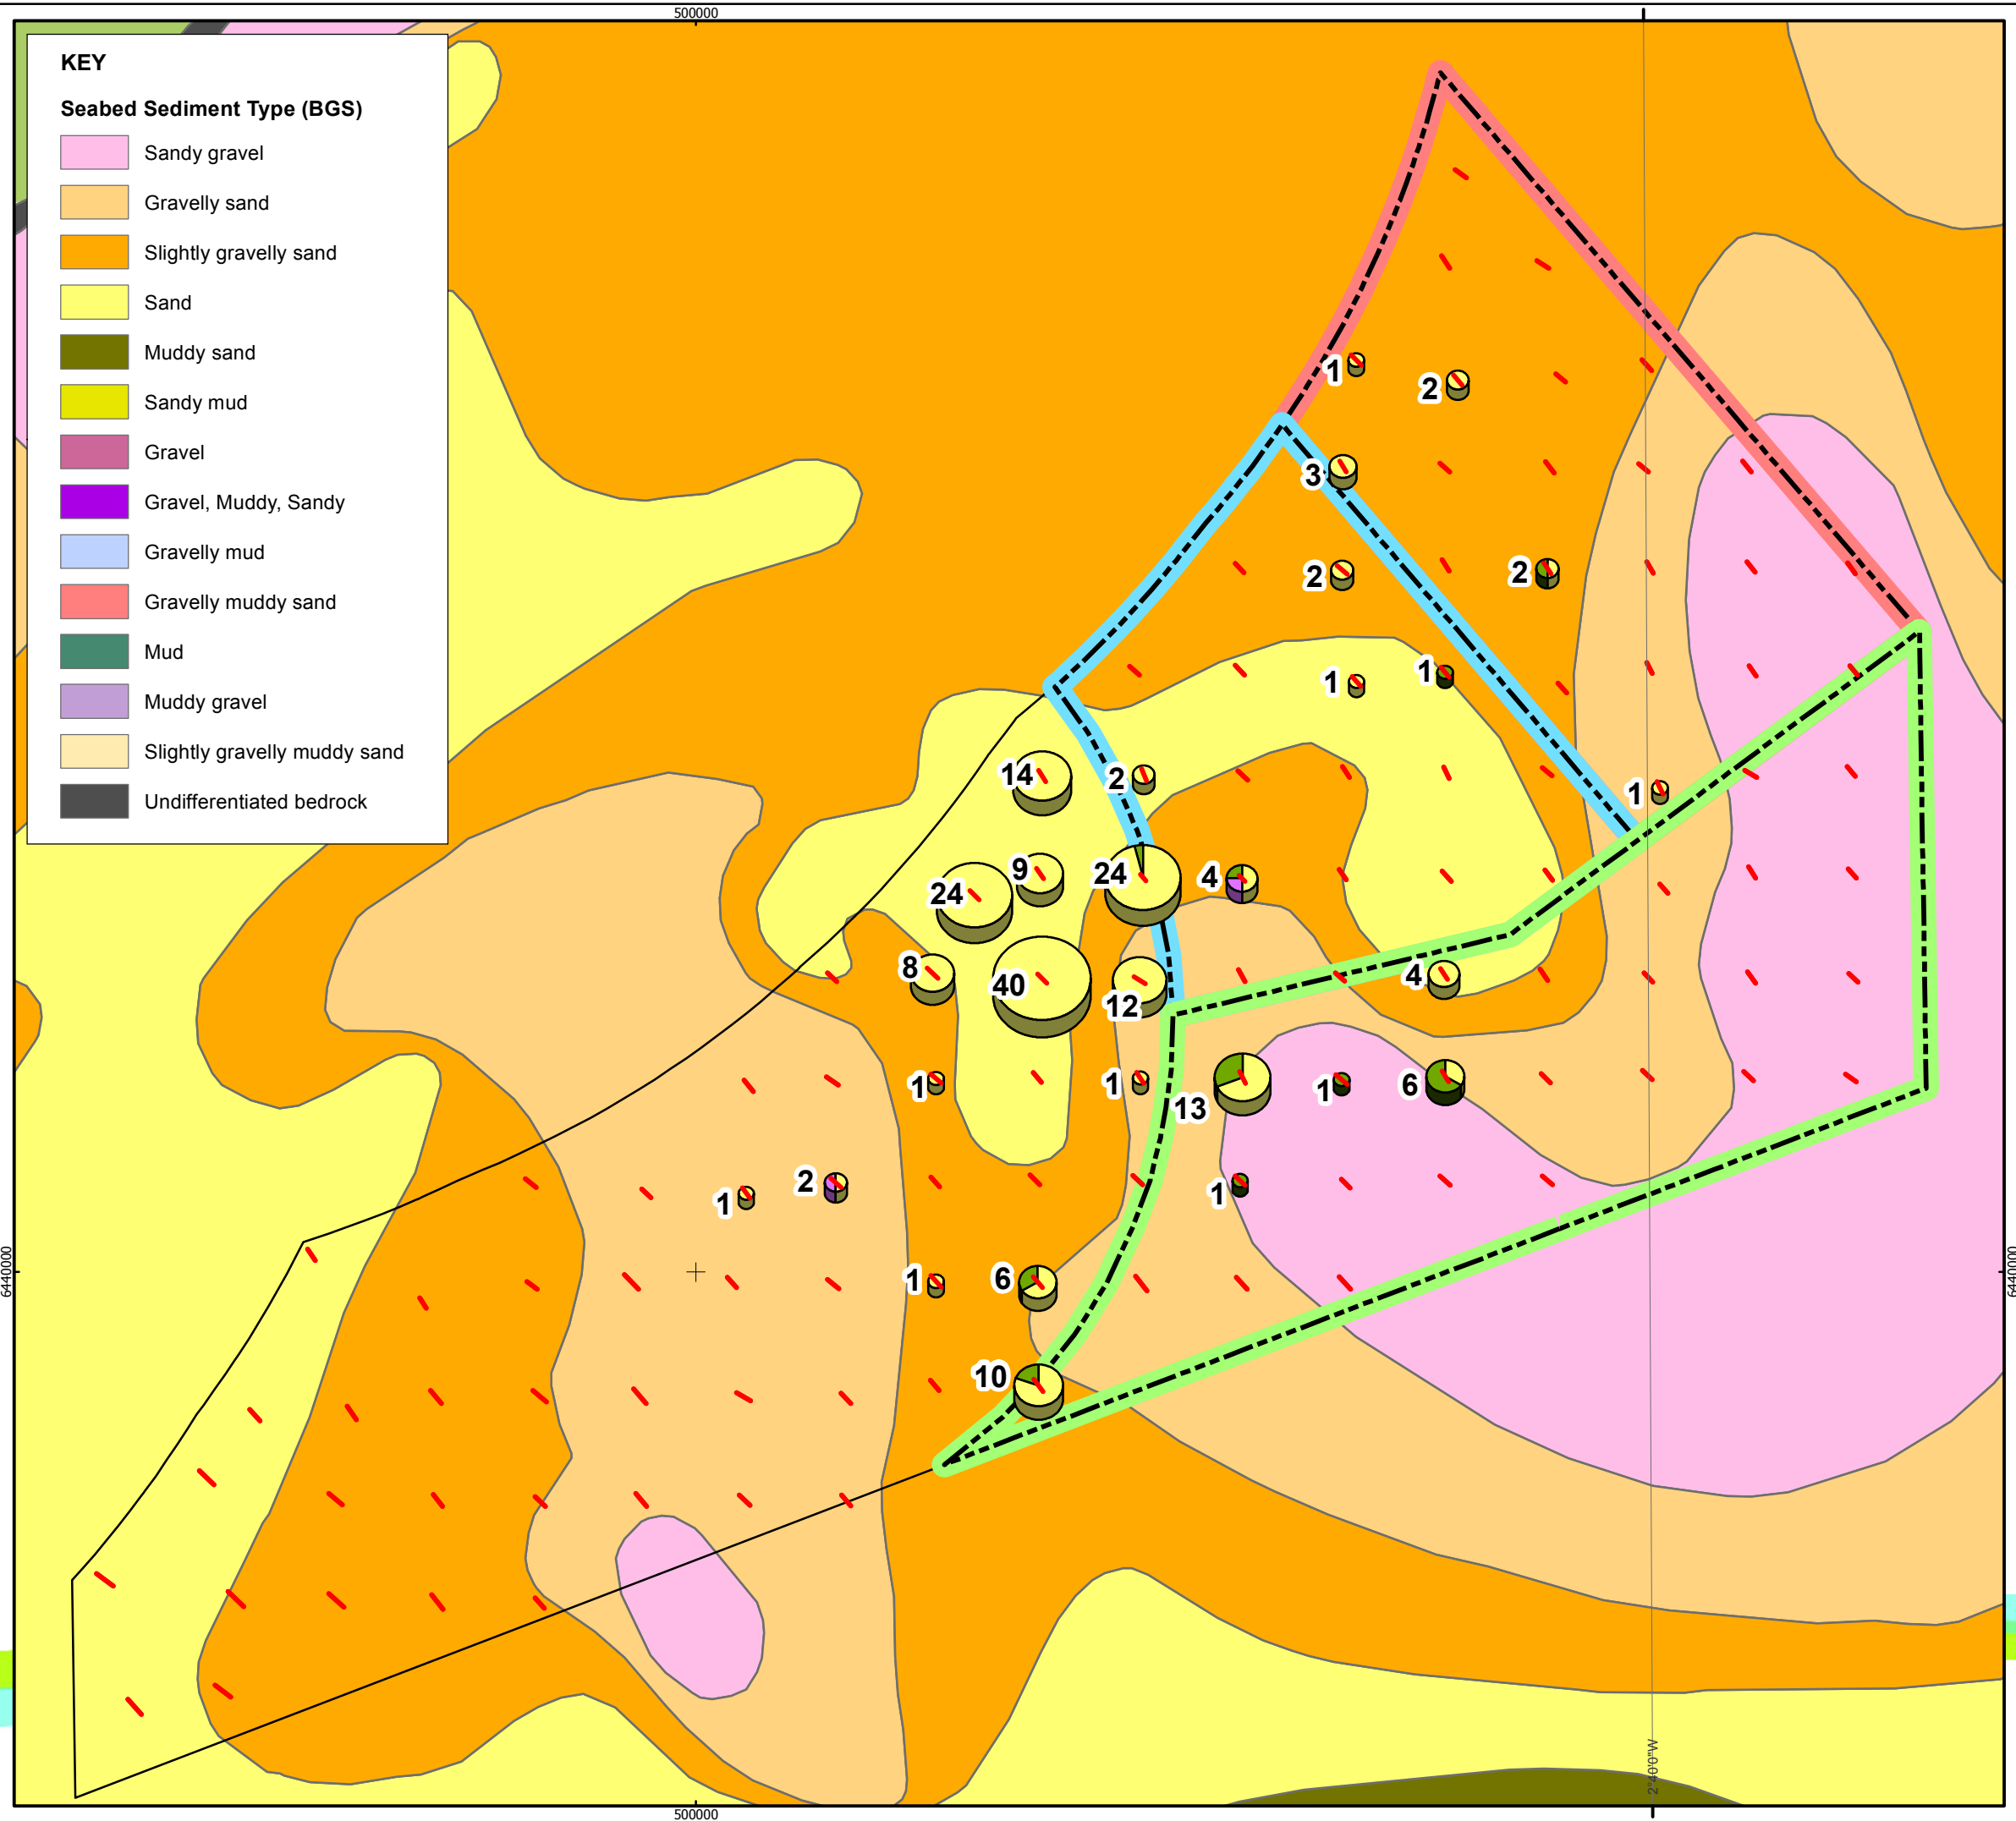 500000
KEY
Seabed Sediment Type (BGS)
Sandy gravel
Gravelly sand
Slightly gravelly sand
Sand
Muddy sand
Sandy mud
Gravel
Gravel, Muddy, Sandy
Gravelly mud
Gravelly muddy sand
Mud
Muddy gravel
Slightly gravelly muddy sand
Undifferentiated bedrock
1
2
3
2
2
1
1
14
2
1
9
24
24
4
8
40
12
4
1
1
13
1
6
1
2
1
1
6
10
6440000
6440000
2°40'0"W
500000